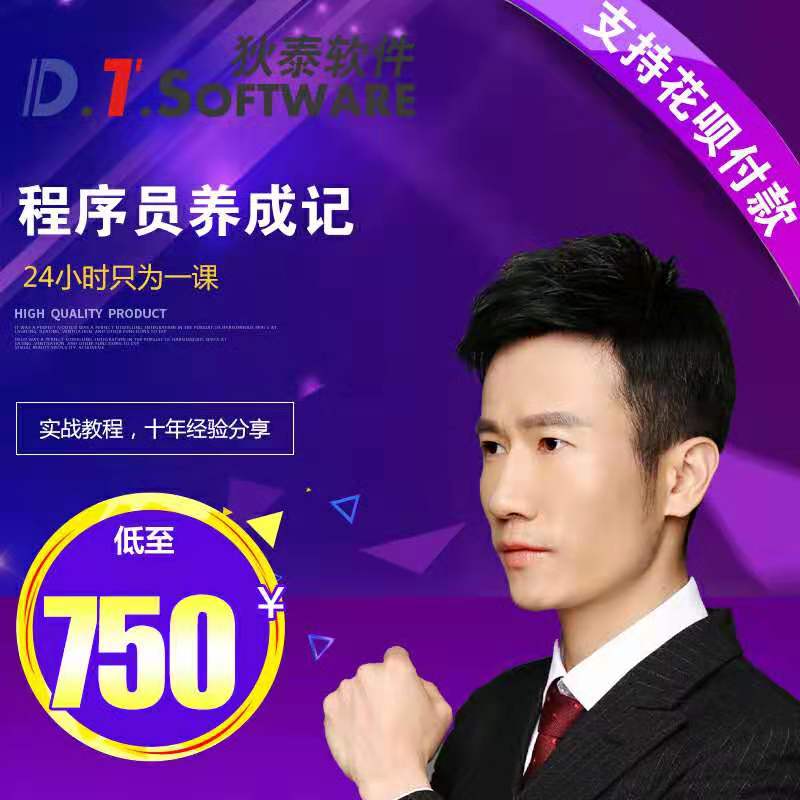 狄泰软件
D.T.SOFTWARE
支持花呗付款
程序员养成记
24小时只为一课
HIGH QUALITY PRODUCT
实战教程，十年经验分享
低至
750